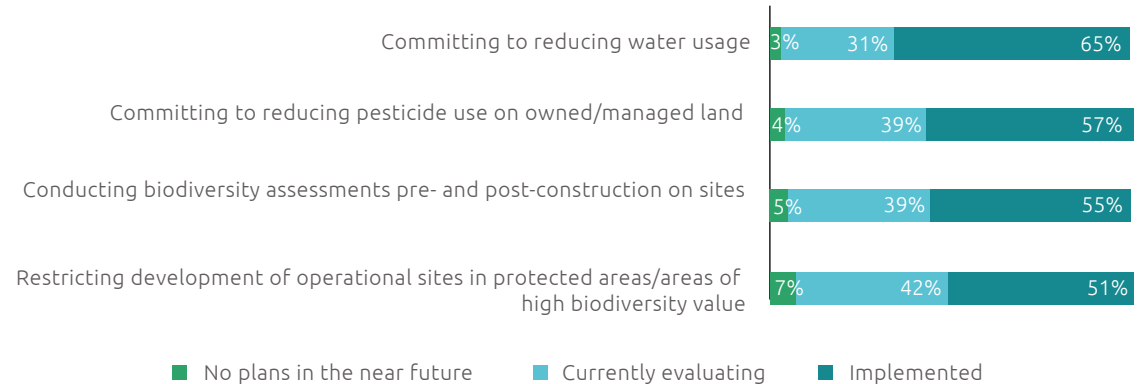 Committing to reducing water usage 3% 31% 65%
Committing to reducing pesticide use on owned/managed land 4% 39% 57%
Conducting biodiversity assessments pre- and post-construction on sites 5% 39% 55%
Restricting development of operational sites in protected areas/areas of
high biodiversity value 7% 42% 51%
No plans in the near future Currently evaluating Implemented